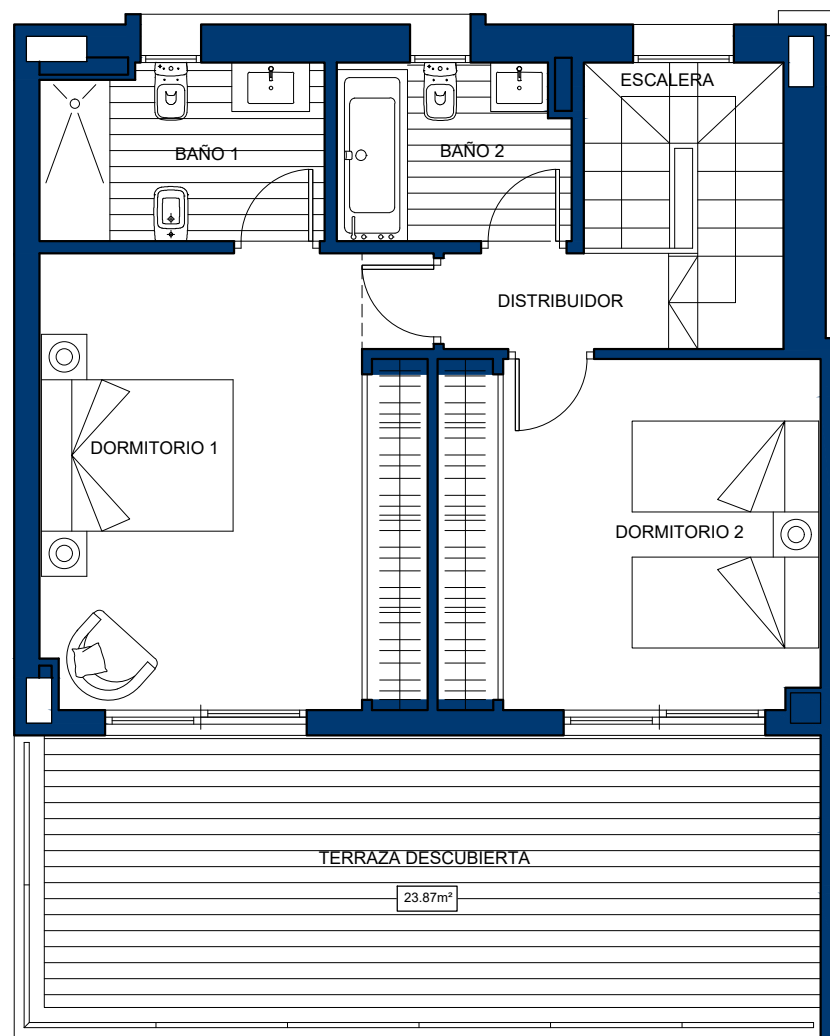 ESCALERA
BAÑO 1
BAÑO 2
DISTRIBUIDOR
DORMITORIO 1
DORMITORIO 2
TERRAZA DESCUBIERTA
23.87m²